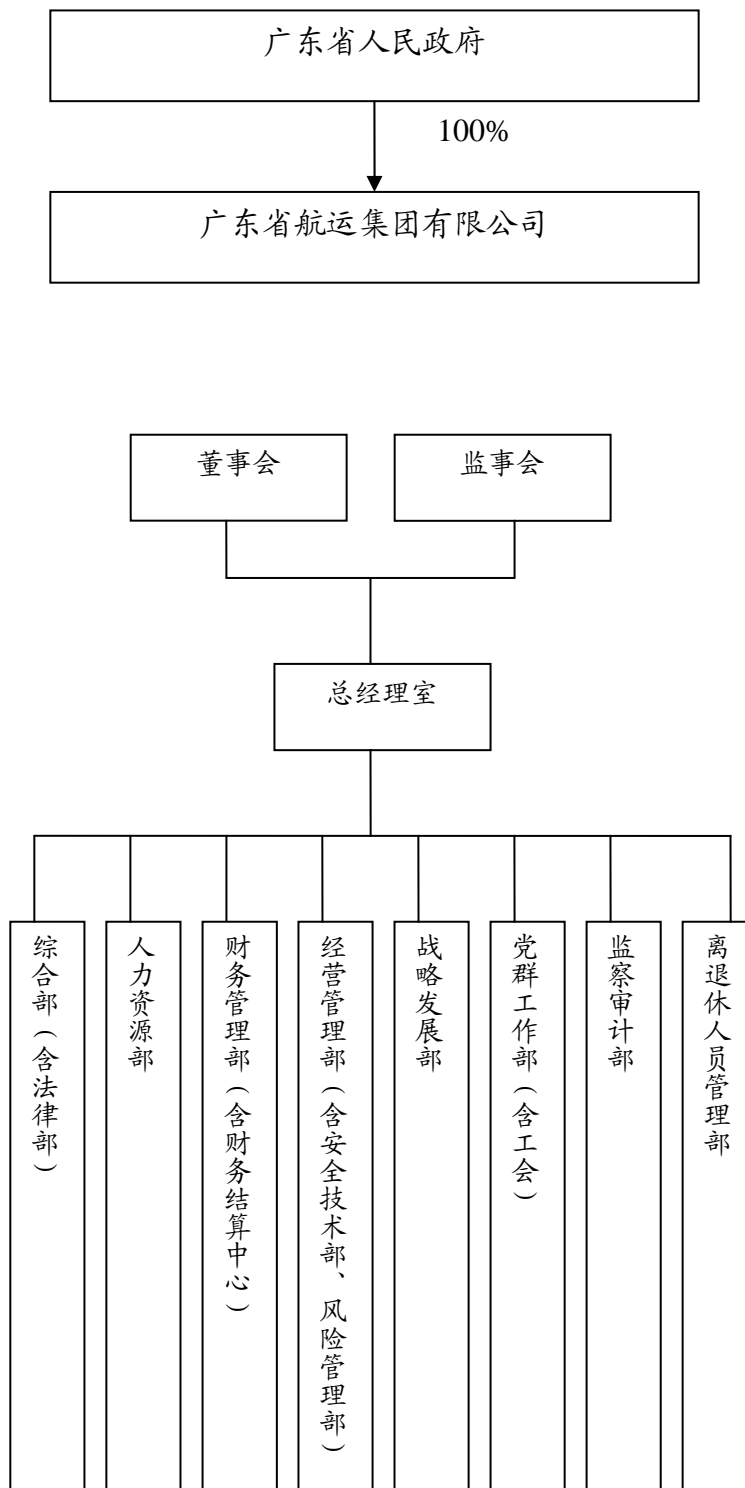 广东省人民政府
100%
广东省航运集团有限公司
董事会
监事会
总经理室
综合部（含法律部）
人力资源部
财务管理部（含财务结算中心）
经营管理部（含安全技术部、风险管理部）
战略发展部
党群工作部（含工会）
监察审计部
离退休人员管理部